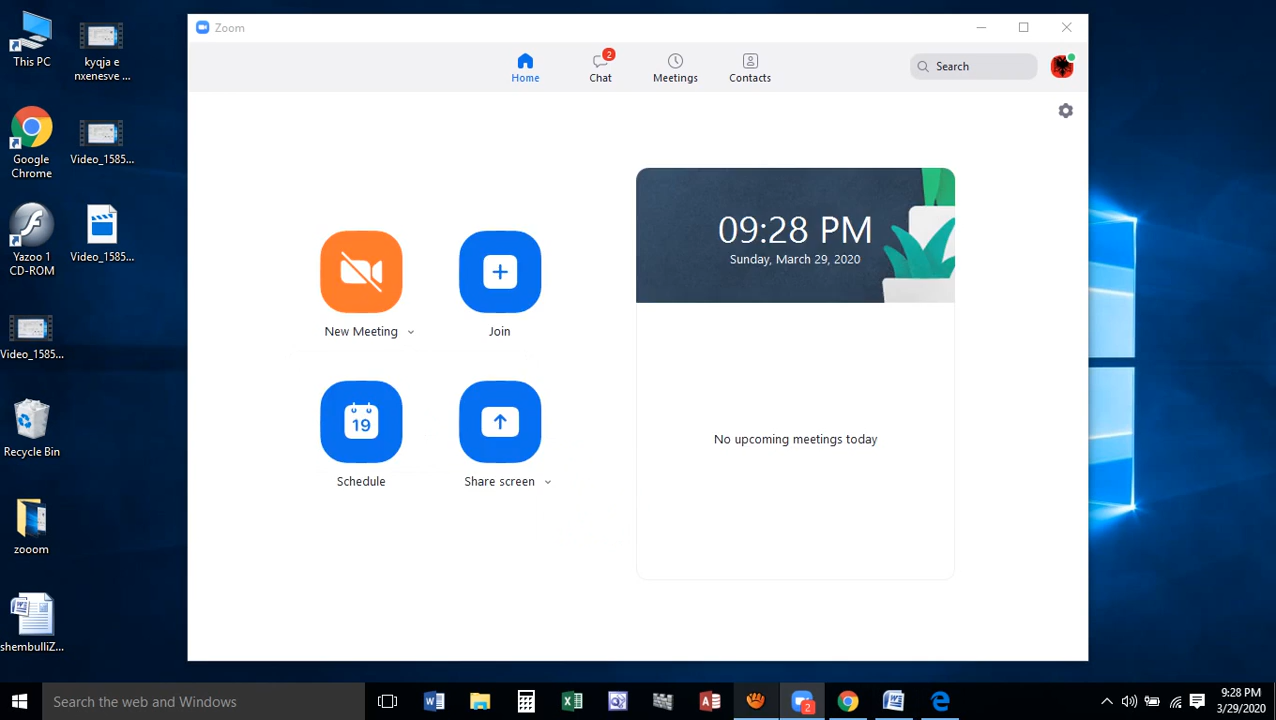 This PC
kyqja e
nxenesve ...
Google
Chrome
Video_1585...
Yazoo 1
CD-ROM
Video_1585...
Video_1585...
Recycle Bin
zooom
shembulliZ...
Zoom
Home
2
Chat
Meetings
Contacts
Search
09:28 PM
Sunday, March 29, 2020
New Meeting
Join
19
Schedule
Share screen
No upcoming meetings today
Search the web and Windows
2
9:28 PM
3/29/2020